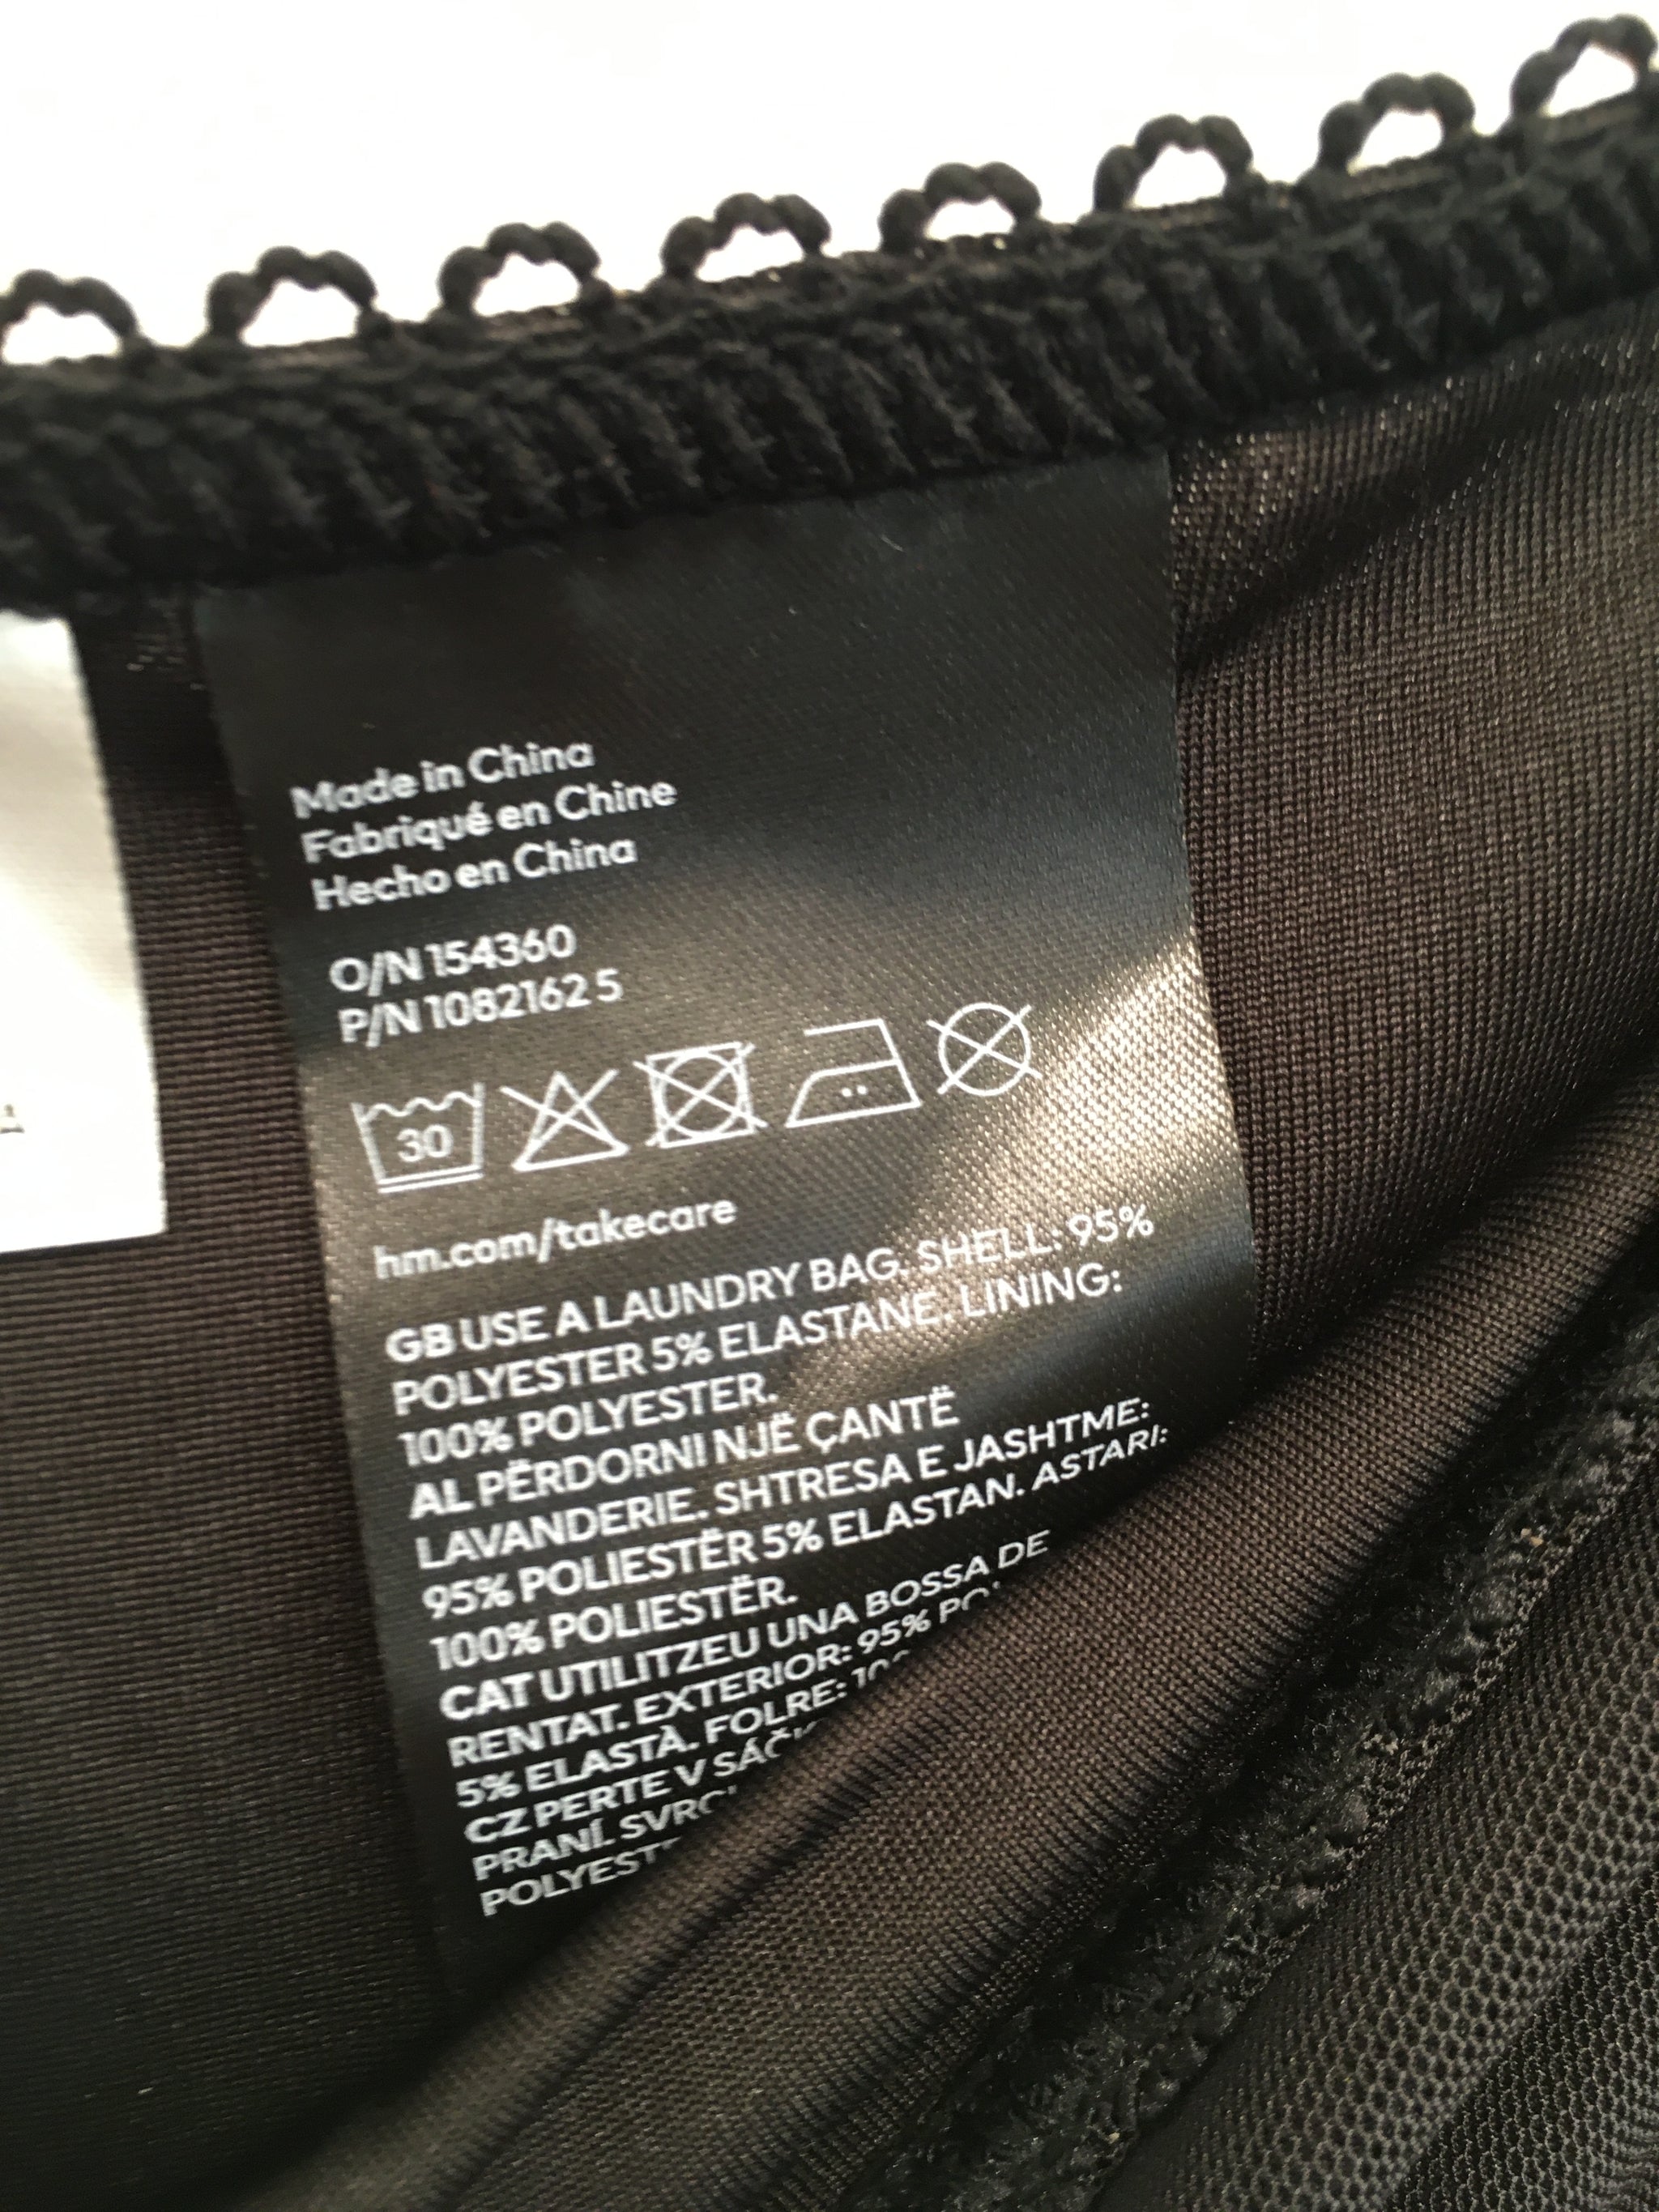 Made in China
Fabriqué en Chine
Hecho en China
O/N 154360
P/N 1082162 5
30
hm.com/takecare
GB USE A LAUNDRY BAG. SHELL: 95%
POLYESTER 5% ELASTANE. LINING:
100% POLYESTER.
AL PËRDORNI NJË ÇANTË
LAVANDERIE. SHTRESA E JASHTME:
95% POLIESTËR 5% ELASTAN. ASTARI:
100% POLIESTËR.
CAT UTILITZEU UNA BOSSA DE
RENTAT. EXTERIOR: 95%
5% ELASTÀ. FOLRE:
CZ PERTE V
PRANÍ.